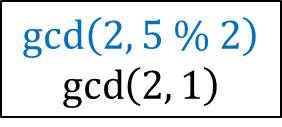 gcd(2, 5 % 2)
gcd(2, 1)